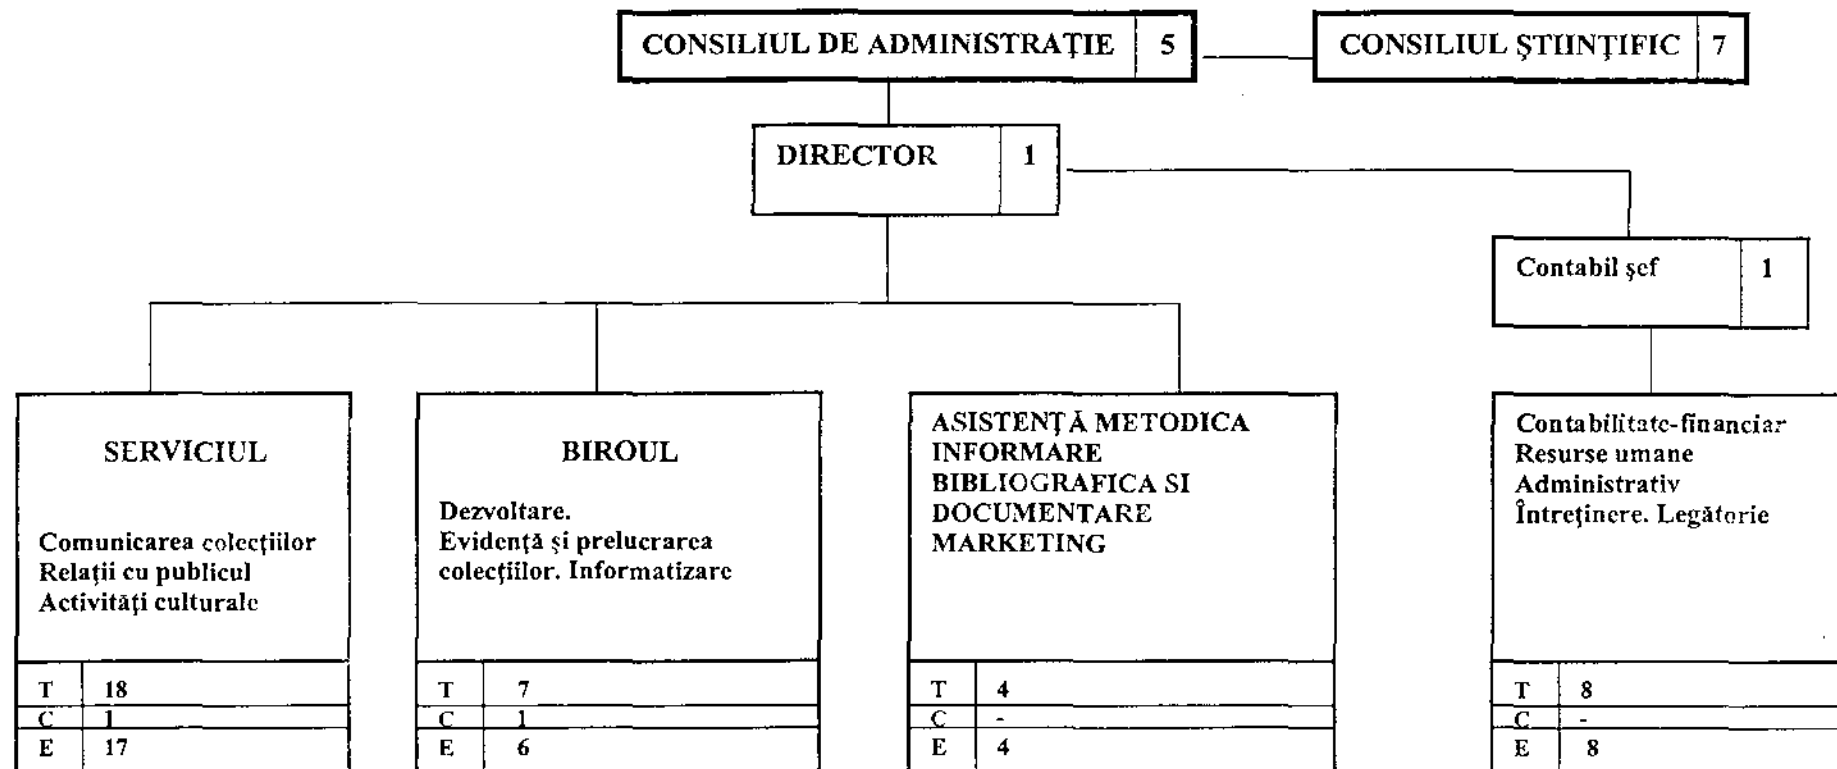 CONSILIUL DE ADMINISTRAŢIE 5
CONSILIUL ŞTIINŢIFIC 7
DIRECTOR 1
Contabil şef 1
SERVICIUL
Comunicarea colecţiilor
Relaţii cu publicul
Activităţi culturale
T 18
C 1
E 17
BIROUL
Dezvoltare.
Evidenţă şi prelucrarea
colecţiilor. Informatizare
T 7
C 1
E 6
ASISTENŢĂ METODICA
INFORMARE
BIBLIOGRAFICA SI
DOCUMENTARE
MARKETING
T 4
C -
E 4
Contabilitate-financiar
Resurse umane
Administrativ
Întreţinere. Legătorie
T 8
C -
E 8